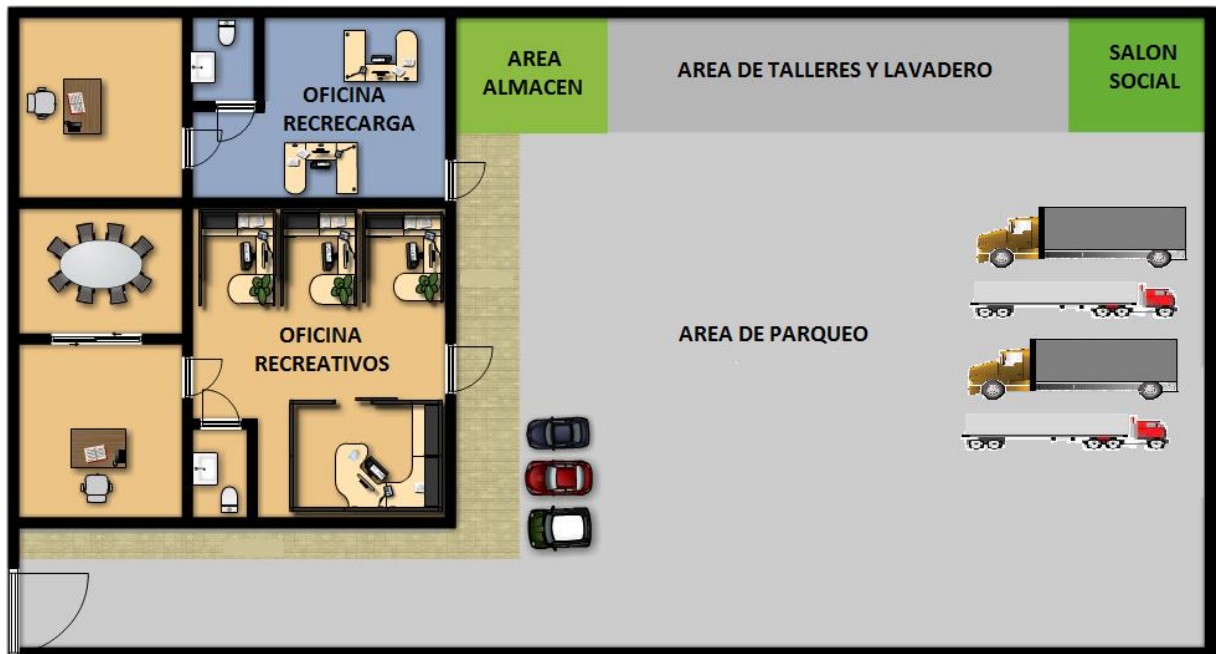 AREA
ALMACEN
AREA DE TALLERES Y LAVADERO
SALON
SOCIAL
OFICINA
RECRECARGA
OFICINA
RECREATIVOS
AREA DE PARQUEO